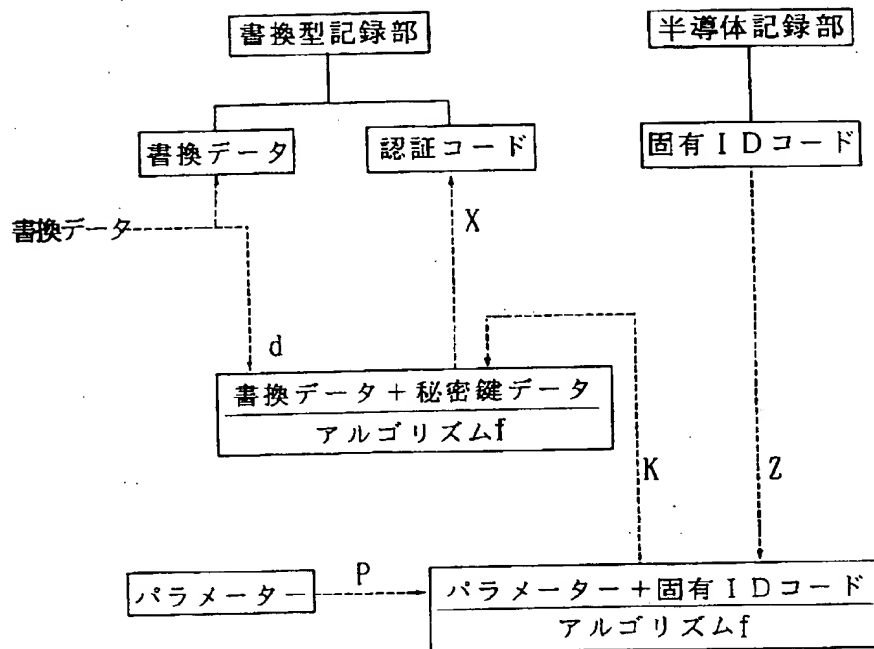 書換型記録部
半導体記録部
書換データ
認証コード
固有IDコード
書換データ
X
d
書換データ+秘密鍵データ
アルゴリズムf
K
Z
パラメーター
P
パラメーター+固有IDコード
アルゴリズムf